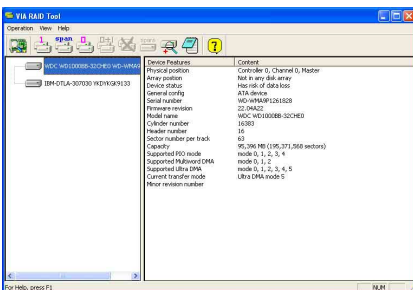 VIA RAID Tool
Operation View Help
WDC WD1000BB-32CHE0 WD-WMA9
IBM-DTLA-307030 YKDYKGK9133
Device Features Content
Physical position Controller 0, Channel 0, Master
Array position Not in any disk array
Device status Has risk of data loss
General config ATA device
Serial number WD-WMA9P1261828
Firmware revision 22.04A22
Model name WDC WD1000BB-32CHE0
Cylinder number 16383
Header number 16
Sector number per track 63
Capacity 95,396 MB (195,371,568 sectors)
Supported PIO mode mode 0, 1, 2, 3, 4
Supported Multiword DMA mode 0, 1, 2
Supported Ultra DMA mode 0, 1, 2, 3, 4, 5
Current transfer mode Ultra DMA mode 5
Minor revision number
For Help, press F1 NUM